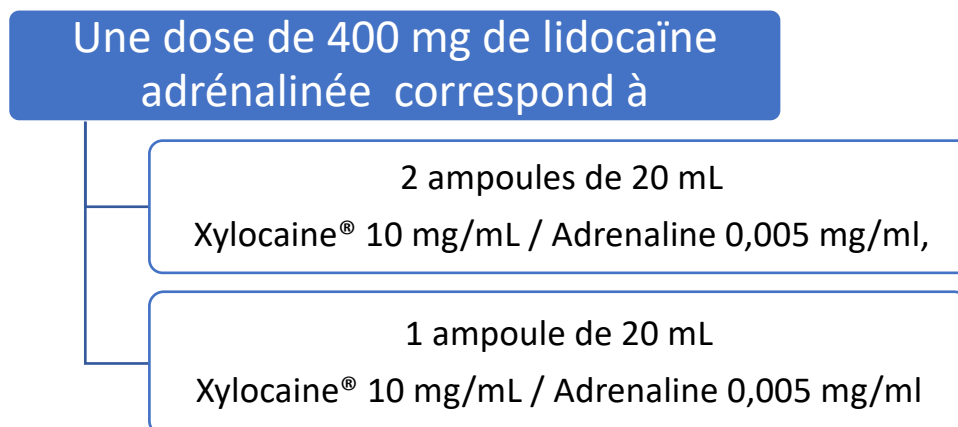 Une dose de 400 mg de lidocaïne
adrénalinée correspond à
2 ampoules de 20 mL
Xylocaine® 10 mg/mL / Adrenaline 0,005 mg/ml,
1 ampoule de 20 mL
Xylocaine® 10 mg/mL / Adrenaline 0,005 mg/ml